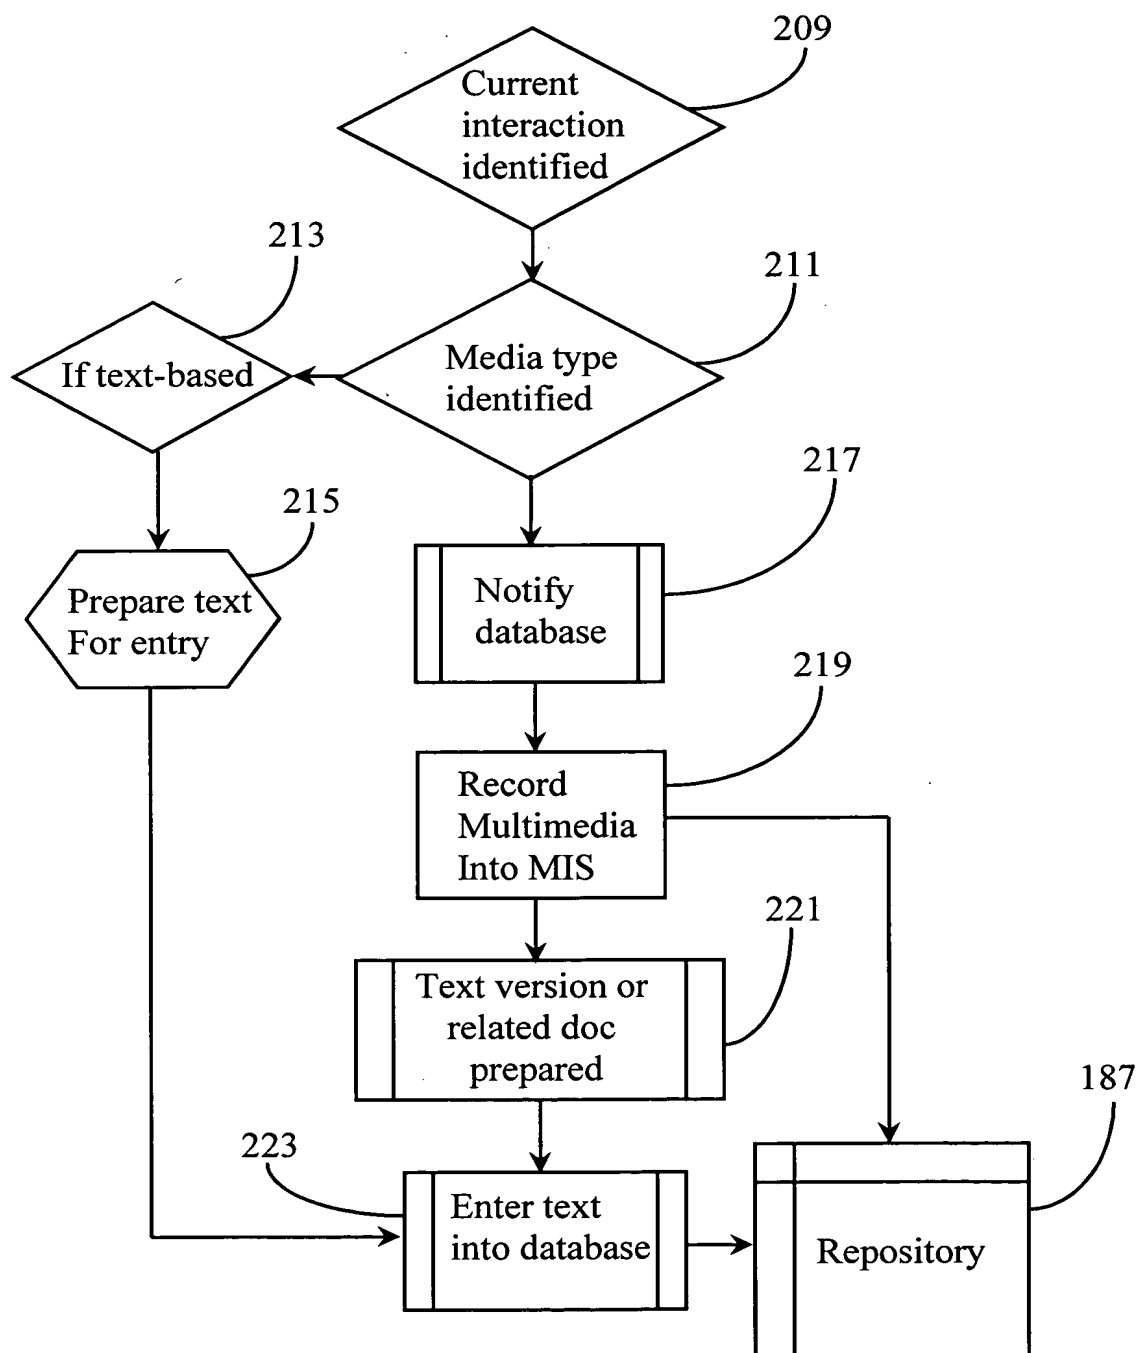 209
Current
interaction
identified
213
211
If text-based
Media type
identified
217
215
Notify
database
Prepare text
For entry
219
Record
Multimedia
Into MIS
221
Text version or
related doc
prepared
187
223
Enter text
into database
Repository